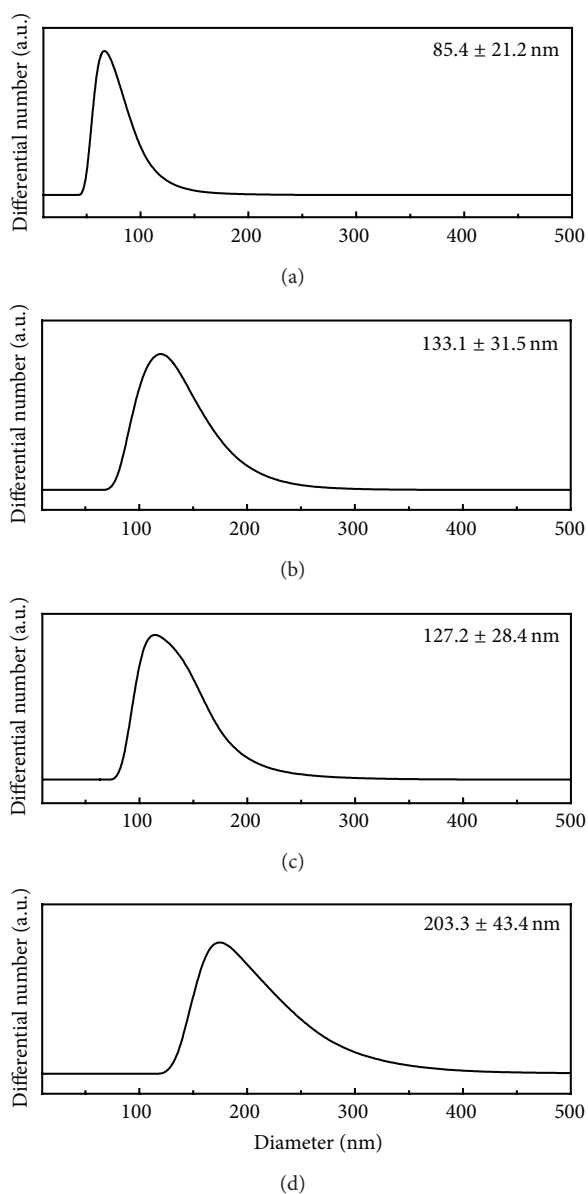 Differential number (a.u.)
85.4 ± 21.2 nm
100 200 300 400 500
(a)
Differential number (a.u.)
133.1 ± 31.5 nm
100 200 300 400 500
(b)
Differential number (a.u.)
127.2 ± 28.4 nm
100 200 300 400 500
(c)
Differential number (a.u.)
203.3 ± 43.4 nm
100 200 300 400 500
Diameter (nm)
(d)